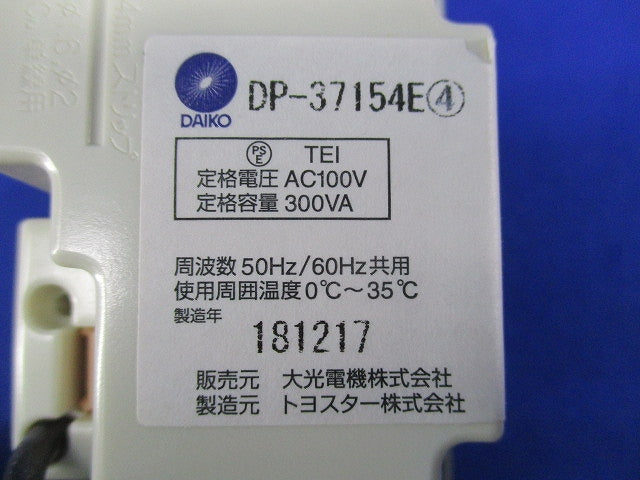 DAIKO
DP-37154E④
PS E TEI
定格電圧 AC100V
定格容量 300VA
周波数 50Hz/60Hz共用
使用周囲温度0℃～35℃
製造年
181217
販売元 大光電機株式会社
製造元 トヨスター株式会社